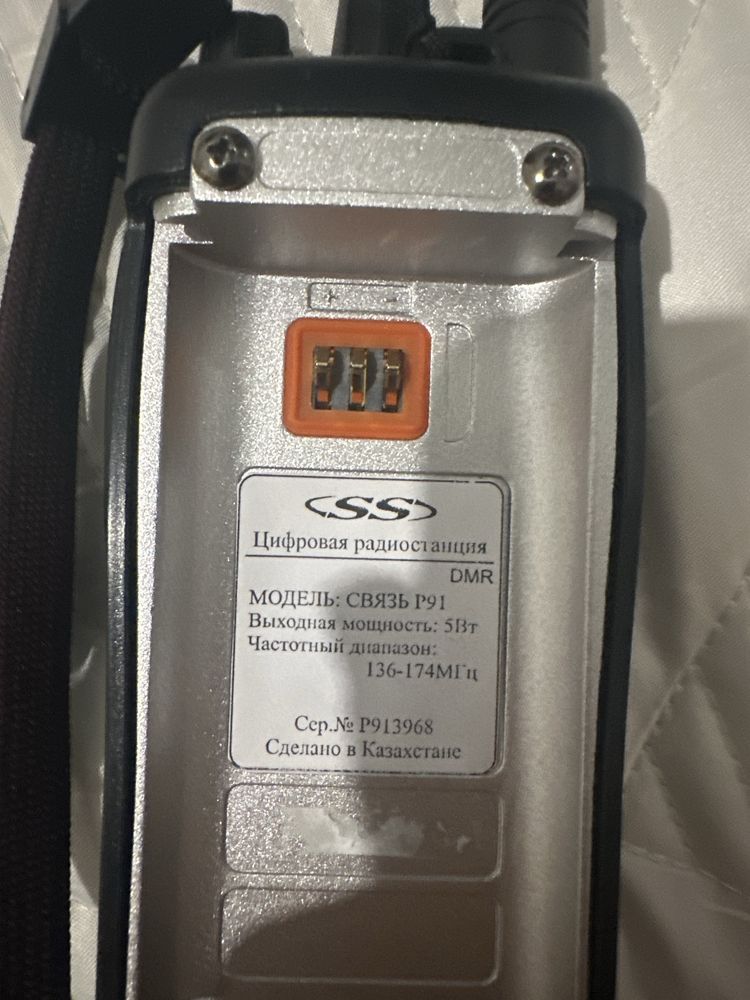 + -
SS
Цифровая радиостанция
DMR
МОДЕЛЬ: СВЯЗЬ Р91
Выходная мощность: 5Вт
Частотный диапазон:
136-174МГц
Сер.№ Р913968
Сделано в Казахстане